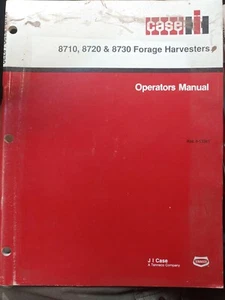 CASE IH
8710, 8720 & 8730 Forage Harvesters
Operators Manual
J I Case
A Tenneco Company